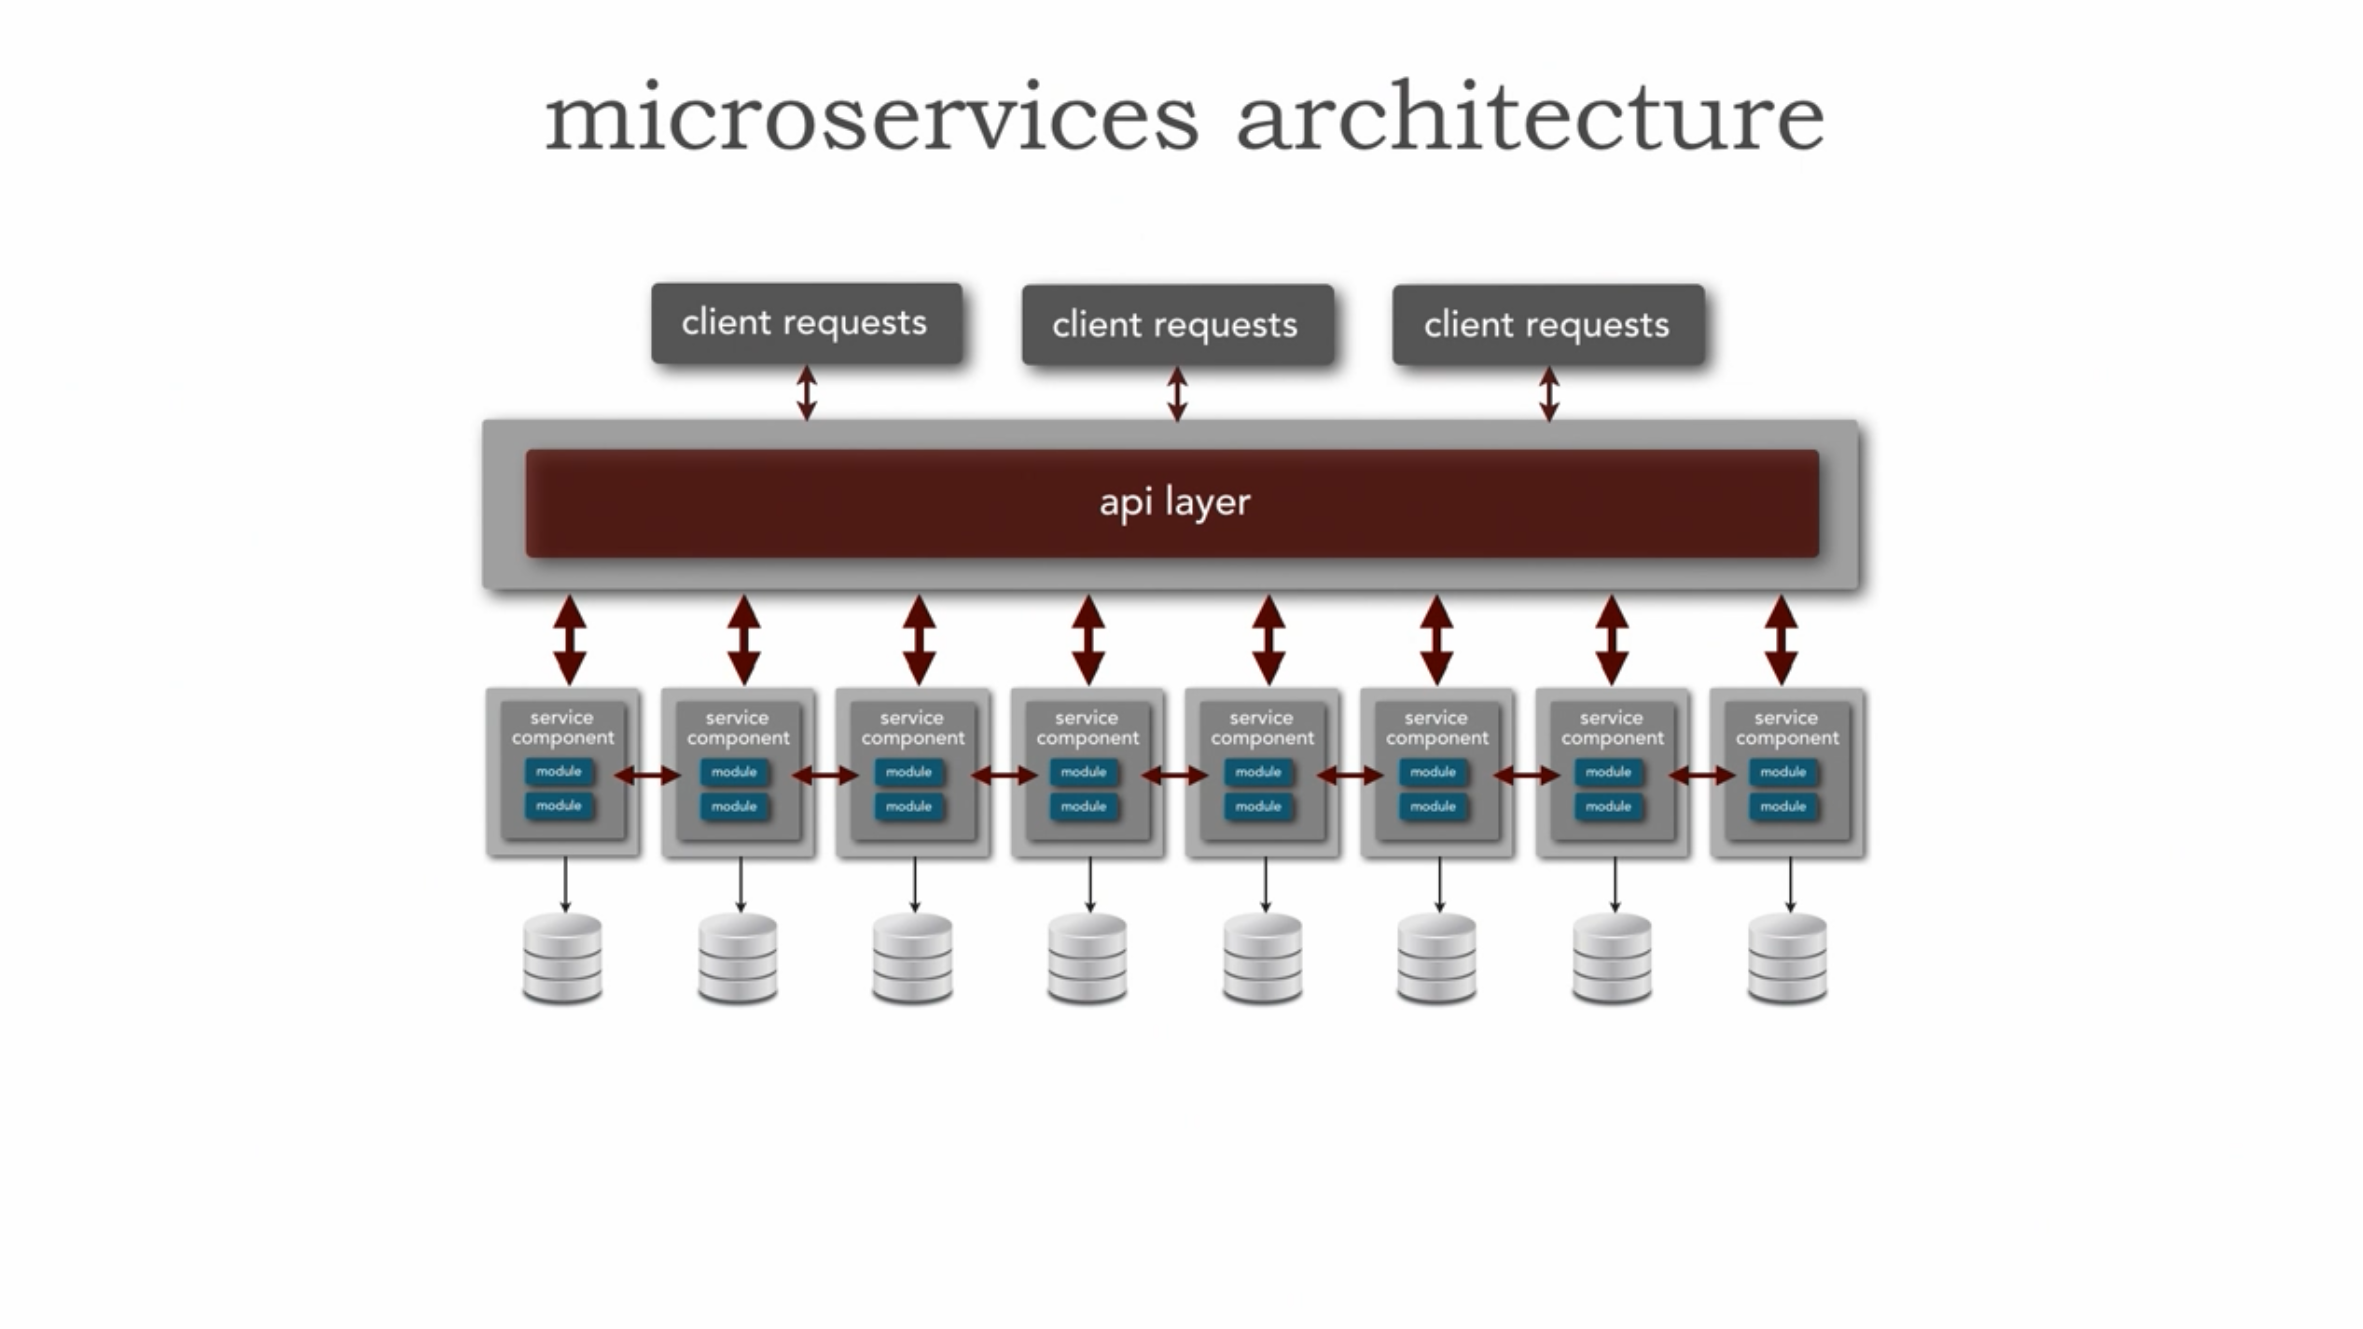 microservices architecture
client requests
client requests
client requests
api layer
service
component
module
module
service
component
module
module
service
component
module
module
service
component
module
module
service
component
module
module
service
component
module
module
service
component
module
module
service
component
module
module